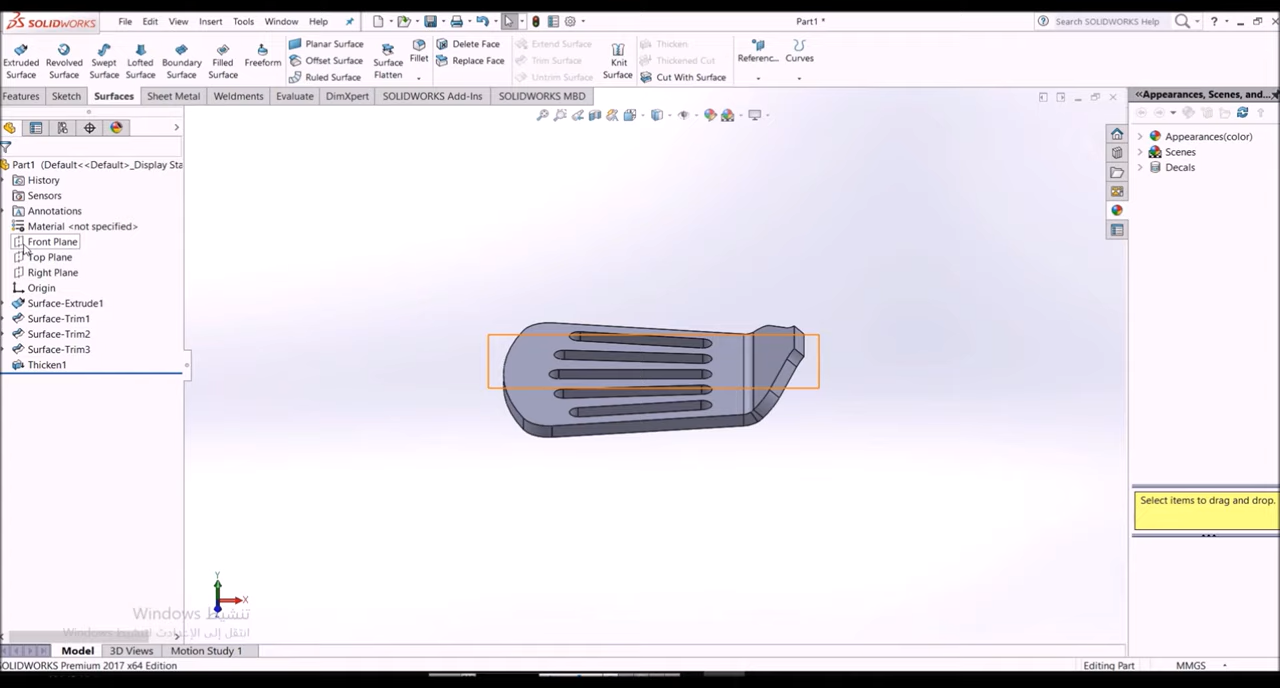 SOLIDWORKS File Edit View Insert Tools Window Help Part1 * Search SOLIDWORKS Help ?
Extruded Surface
Revolved Surface
Swept Surface
Lofted Surface
Boundary Surface
Filled Surface
Freeform
Planar Surface
Offset Surface
Ruled Surface
Surface Flatten
Fillet
Delete Face
Replace Face
Extend Surface
Trim Surface
Untrim Surface
Knit Surface
Thicken
Thickened Cut
Cut With Surface
Referenc...
Curves
Features Sketch Surfaces Sheet Metal Weldments Evaluate DimXpert SOLIDWORKS Add-Ins SOLIDWORKS MBD
Part1 (Default<<Default>_Display Sta
History
Sensors
Annotations
Material <not specified>
Front Plane
Top Plane
Right Plane
Origin
Surface-Extrude1
Surface-Trim1
Surface-Trim2
Surface-Trim3
Thicken1
Y
X
تنشيط Windows
انتقل إلى الإعدادات لتنشيط Windows
«Appearances, Scenes, and...
Appearances(color)
Scenes
Decals
Select items to drag and drop.
Model 3D Views Motion Study 1
SOLIDWORKS Premium 2017 x64 Edition Editing Part MMGS